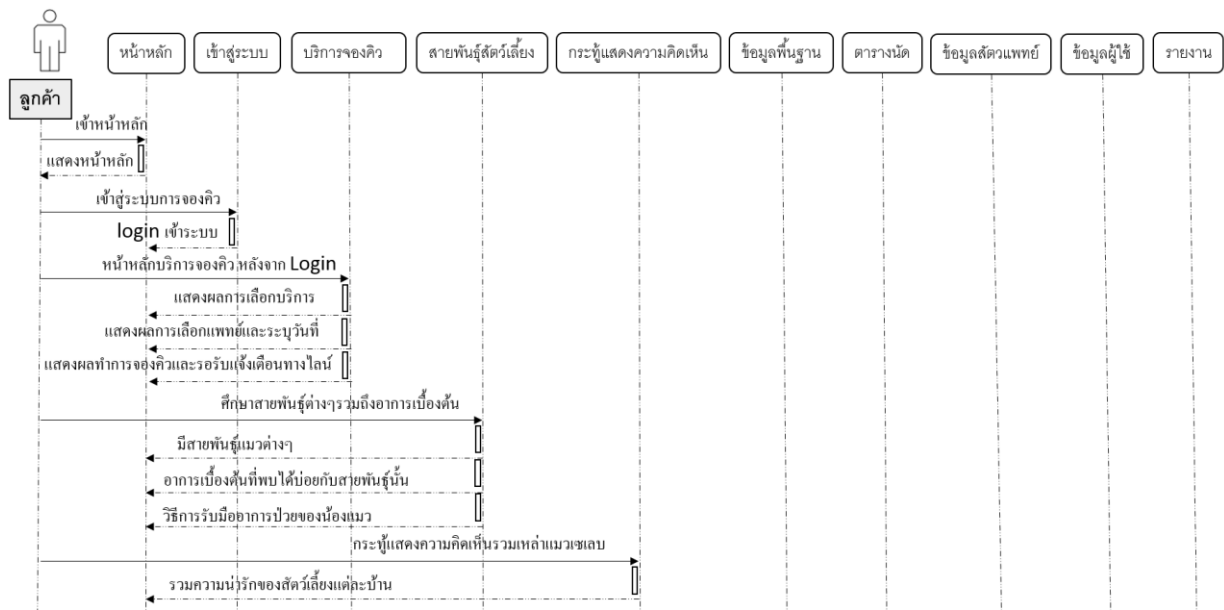 หน้าหลัก
เข้าสู่ระบบ
บริการจองคิว
สายพันธุ์สัตว์เลี้ยง
กระทู้แสดงความคิดเห็น
ข้อมูลพื้นฐาน
ตารางนัด
ข้อมูลสัตวแพทย์
ข้อมูลผู้ใช้
รายงาน
ลูกค้า
เข้าหน้าหลัก
แสดงหน้าหลัก
เข้าสู่ระบบการจองคิว
login เข้าระบบ
หน้าหลักบริการจองคิว หลังจาก Login
แสดงผลการเลือกบริการ
แสดงผลการเลือกแพทย์และระบุวันที่
แสดงผลทำการจองคิวและรอรับแจ้งเตือนทางไลน์
ศึกษาสายพันธุ์ต่างๆรวมถึงอาการเบื้องต้น
มีสายพันธุ์แมวต่างๆ
อาการเบื้องต้นที่พบได้บ่อยกับสายพันธุ์นั้น
วิธีการรับมืออาการป่วยของน้องแมว
กระทู้แสดงความคิดเห็นรวมเหล่าแมวเซเลบ
รวมความน่ารักของสัตว์เลี้ยงแต่ละบ้าน